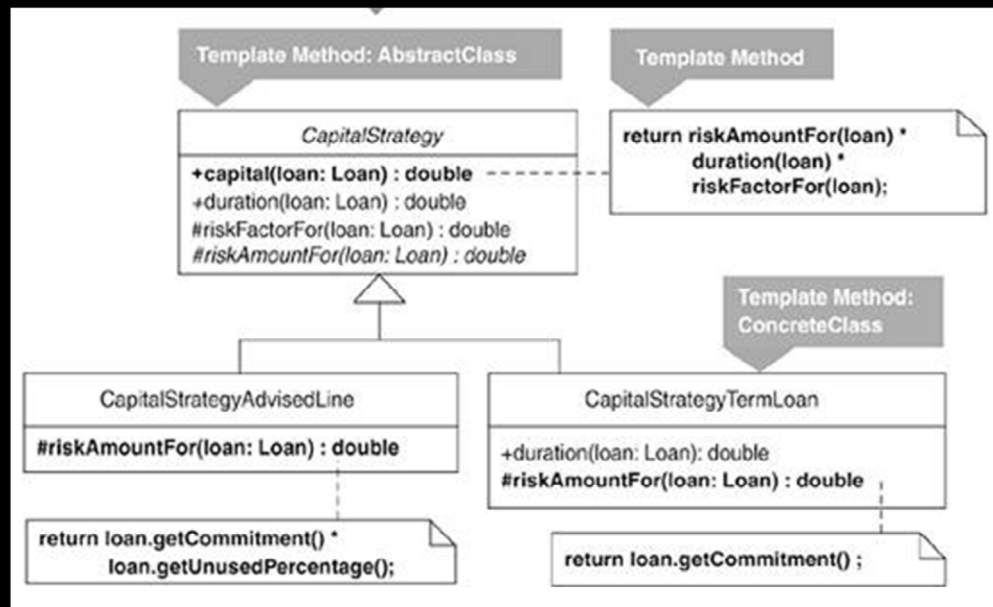 Template Method: AbstractClass
Template Method
CapitalStrategy
+capital(loan: Loan) : double
+duration(loan: Loan) : double
#riskFactorFor(loan: Loan) : double
#riskAmountFor(loan: Loan) : double
return riskAmountFor(loan) *
duration(loan) *
riskFactorFor(loan);
Template Method:
ConcreteClass
CapitalStrategyAdvisedLine
#riskAmountFor(loan: Loan) : double
return loan.getCommitment() *
loan.getUnusedPercentage();
CapitalStrategyTermLoan
+duration(loan: Loan): double
#riskAmountFor(loan: Loan) : double
return loan.getCommitment() ;